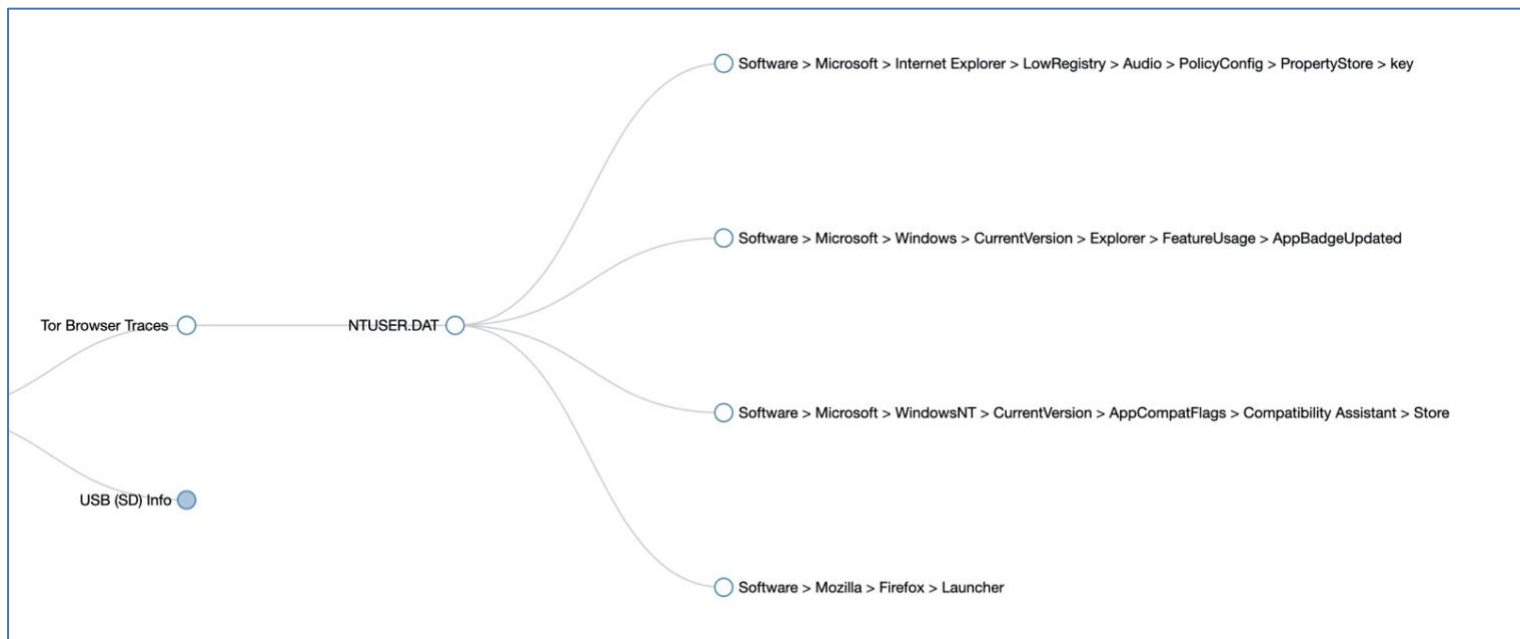 Software > Microsoft > Internet Explorer > LowRegistry > Audio > PolicyConfig > PropertyStore > key
Software > Microsoft > Windows > CurrentVersion > Explorer > FeatureUsage > AppBadgeUpdated
Tor Browser Traces
NTUSER.DAT
Software > Microsoft > WindowsNT > CurrentVersion > AppCompatFlags > Compatibility Assistant > Store
USB (SD) Info
Software > Mozilla > Firefox > Launcher